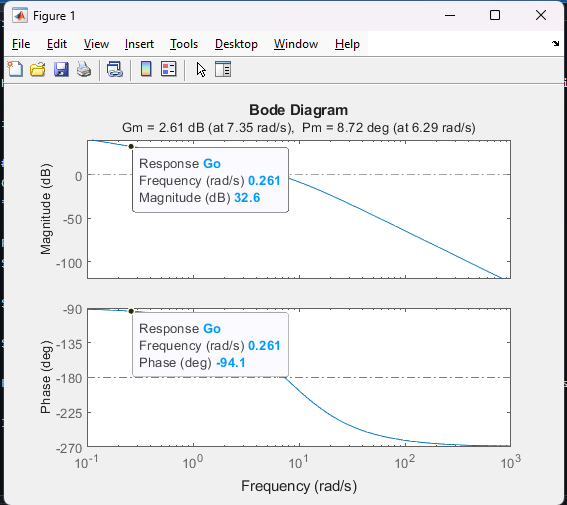 Figure 1
File Edit View Insert Tools Desktop Window Help
Bode Diagram
Gm = 2.61 dB (at 7.35 rad/s), Pm = 8.72 deg (at 6.29 rad/s)
Magnitude (dB)
0
-50
-100
Response Go
Frequency (rad/s) 0.261
Magnitude (dB) 32.6
Phase (deg)
-90
-135
-180
-225
-270
Response Go
Frequency (rad/s) 0.261
Phase (deg) -94.1
10^-1 10^0 10^1 10^2 10^3
Frequency (rad/s)